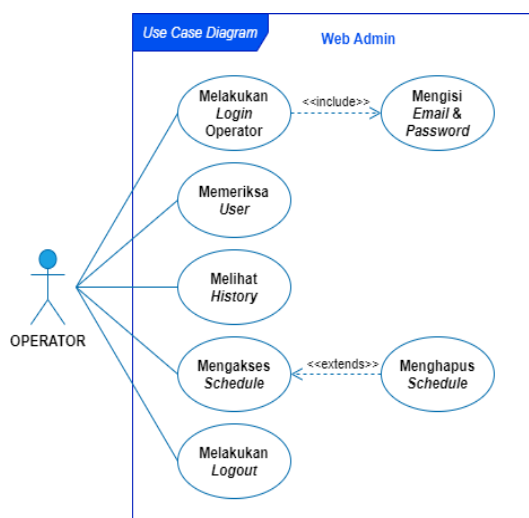 Use Case Diagram
Web Admin
Melakukan
Login
Operator
<<include>>
Mengisi
Email &
Password
Memeriksa
User
Melihat
History
OPERATOR
Mengakses
Schedule
<<extends>>
Menghapus
Schedule
Melakukan
Logout